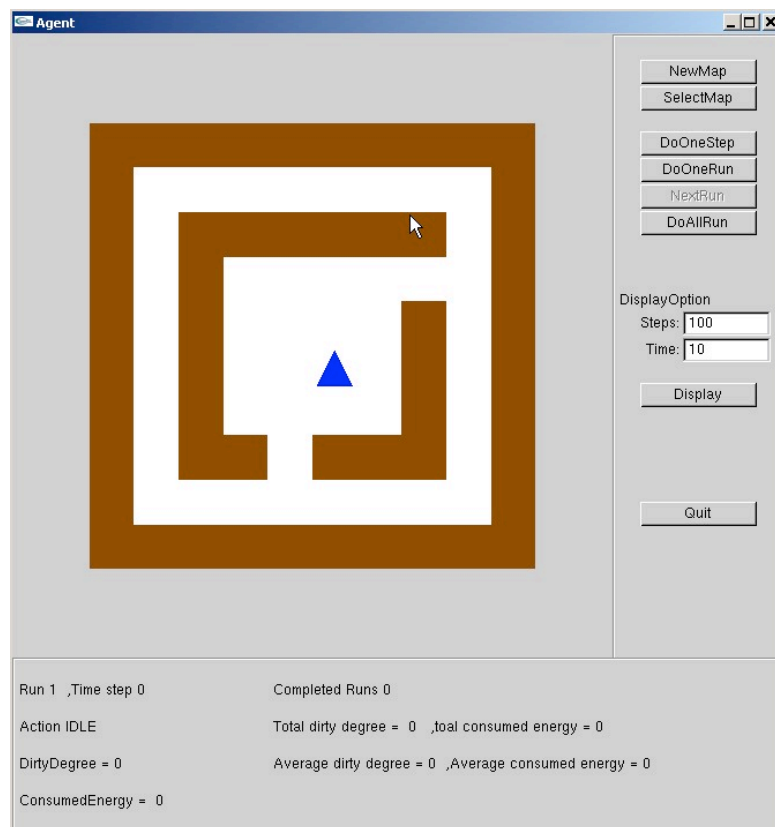 Agent
NewMap
SelectMap
DoOneStep
DoOneRun
NextRun
DoAllRun
DisplayOption
Steps: 100
Time: 10
Display
Quit
Run 1 ,Time step 0 Completed Runs 0
Action IDLE Total dirty degree = 0 ,toal consumed energy = 0
DirtyDegree = 0 Average dirty degree = 0 ,Average consumed energy = 0
ConsumedEnergy = 0